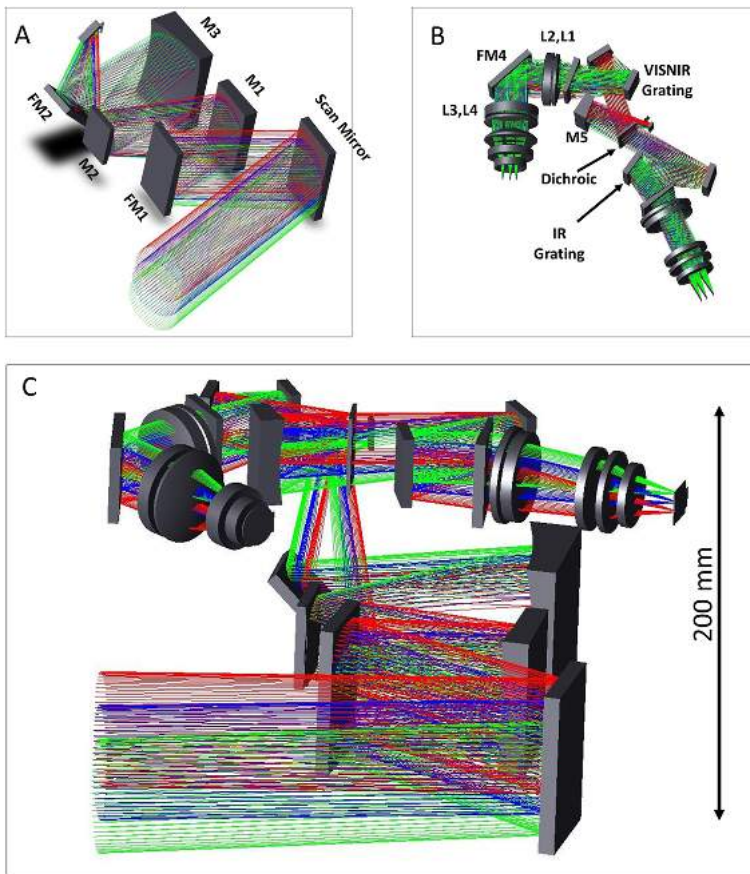 A
M3
M1
Scan Mirror
FM2
M2
FM1
B
L2,L1
FM4
VISNIR
Grating
L3,L4
M5
Dichroic
IR
Grating
C
200 mm